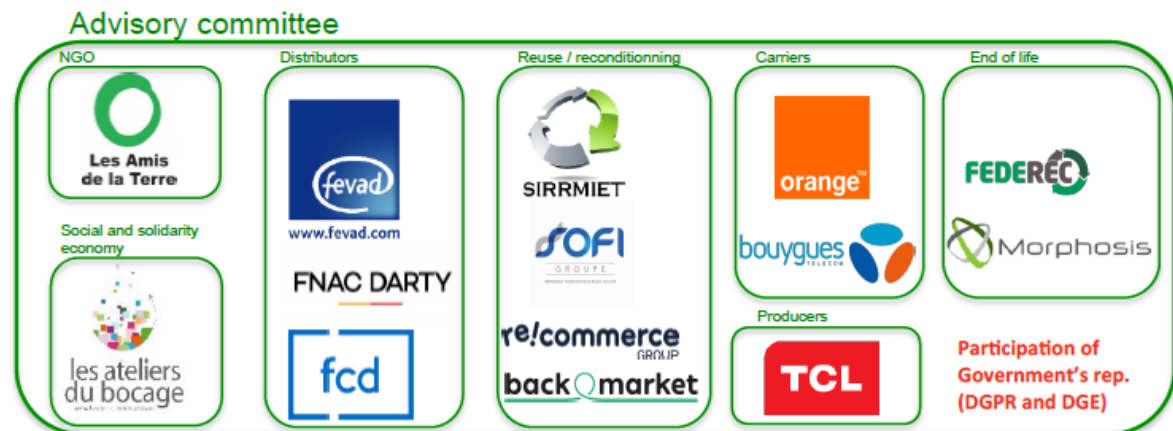 Advisory committee
NGO
Les Amis
de la Terre
Social and solidarity
economy
les ateliers
du bocage
Distributors
fevad
www.fevad.com
FNAC DARTY
fcd
Reuse / reconditionning
SIRRMIET
SOFI
GROUPE
re!commerce
GROUP
back market
Carriers
orange™
bouygues
TELECOM
Producers
TCL
End of life
FEDEREC
Morphosis
Participation of
Government's rep.
(DGPR and DGE)